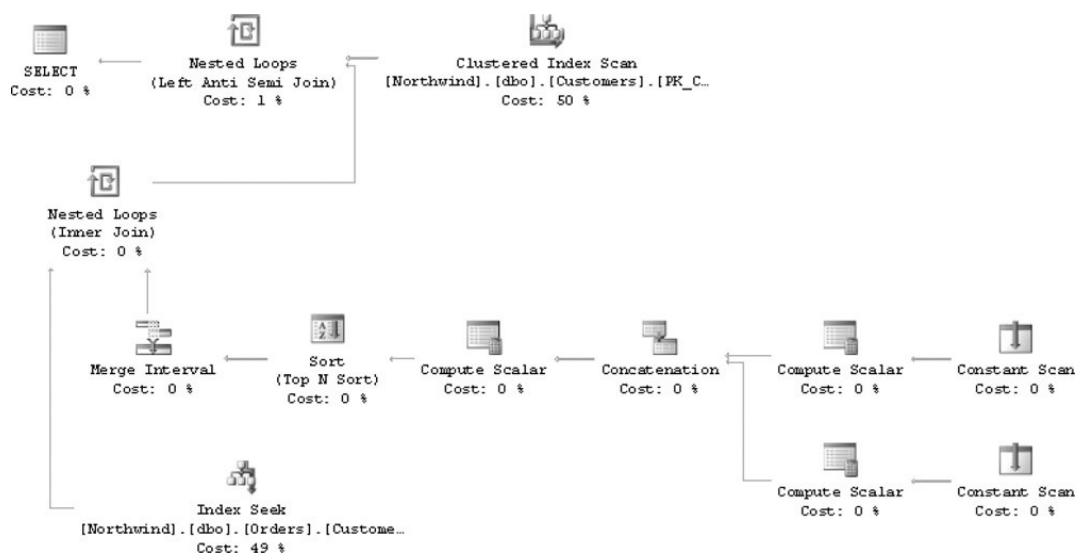 SELECT
Cost: 0 %
Nested Loops
(Left Anti Semi Join)
Cost: 1 %
Clustered Index Scan
[Northwind].[dbo].[Customers].[PK_C…
Cost: 50 %
Nested Loops
(Inner Join)
Cost: 0 %
Merge Interval
Cost: 0 %
Sort
(Top N Sort)
Cost: 0 %
Compute Scalar
Cost: 0 %
Concatenation
Cost: 0 %
Compute Scalar
Cost: 0 %
Constant Scan
Cost: 0 %
Compute Scalar
Cost: 0 %
Constant Scan
Cost: 0 %
Index Seek
[Northwind].[dbo].[Orders].[Custome…
Cost: 49 %